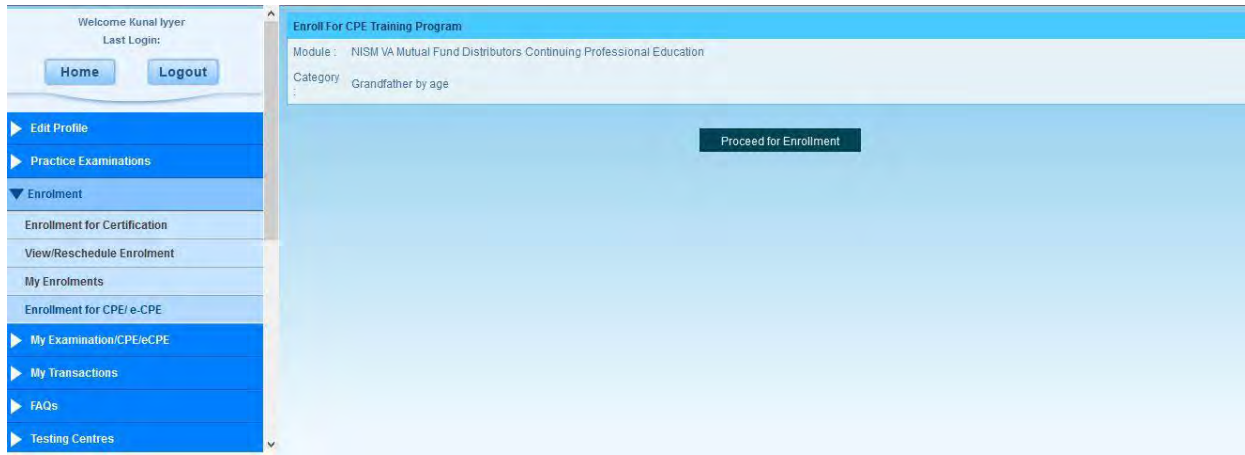 Welcome Kunal Iyyer
Last Login:
Home Logout
Edit Profile
Practice Examinations
Enrolment
Enrollment for Certification
View/Reschedule Enrolment
My Enrolments
Enrollment for CPE/ e-CPE
My Examination/CPE/eCPE
My Transactions
FAQs
Testing Centres
Enroll For CPE Training Program
Module : NISM VA Mutual Fund Distributors Continuing Professional Education
Category : Grandfather by age
Proceed for Enrollment